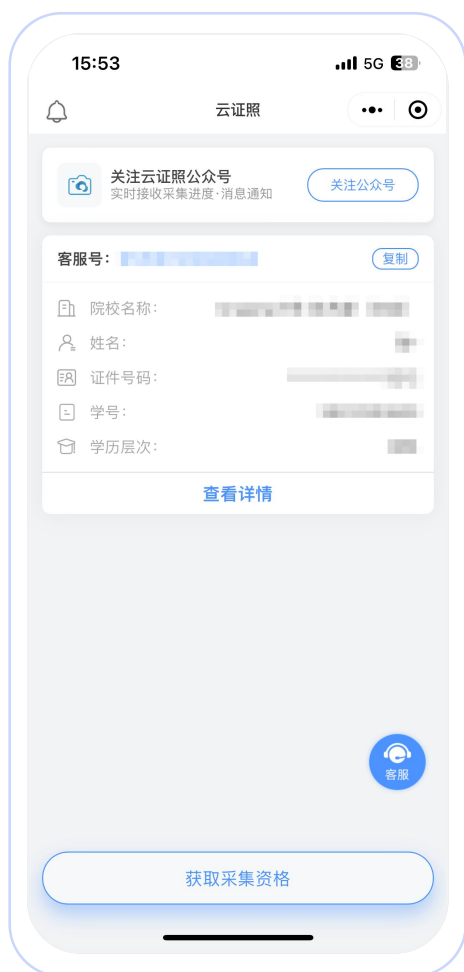 15:53 5G 38
云证照
关注云证照公众号
实时接收采集进度·消息通知
关注公众号
客服号：
复制
院校名称：
姓名：
证件号码：
学号：
学历层次：
查看详情
客服
获取采集资格